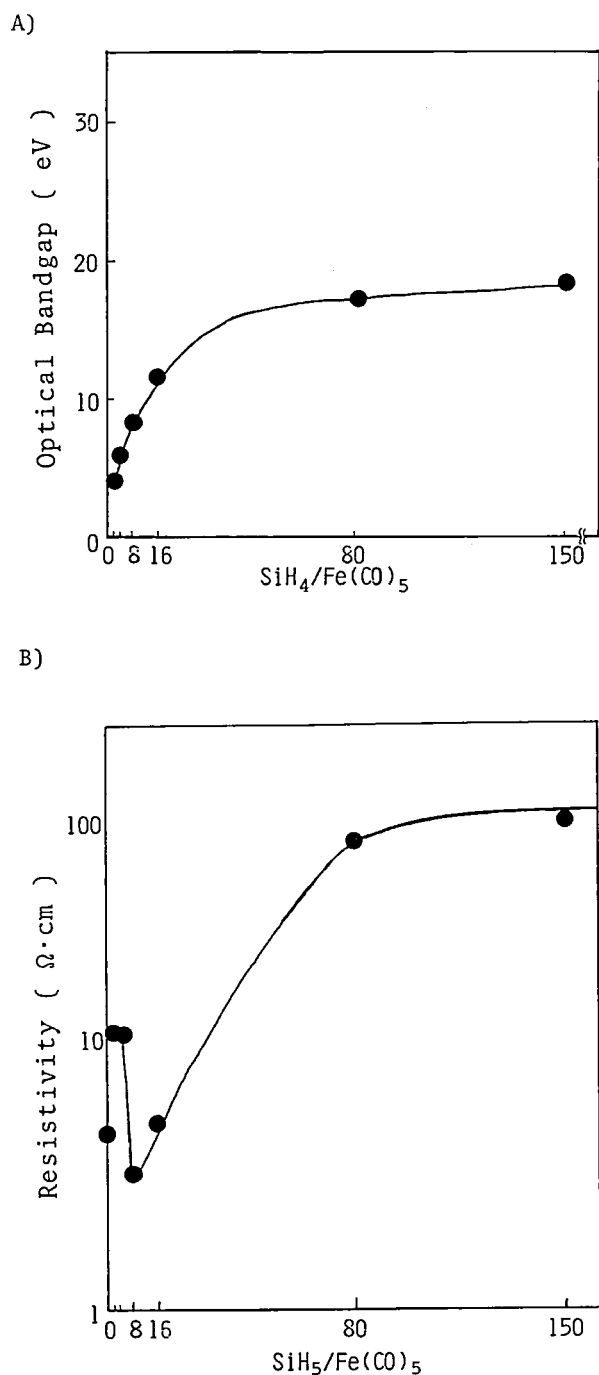 A)
30
20
10
0
Optical Bandgap ( eV )
0 8 16 80 150
SiH4/Fe(CO)5
B)
100
10
1
Resistivity ( Ω·cm )
0 8 16 80 150
SiH5/Fe(CO)5